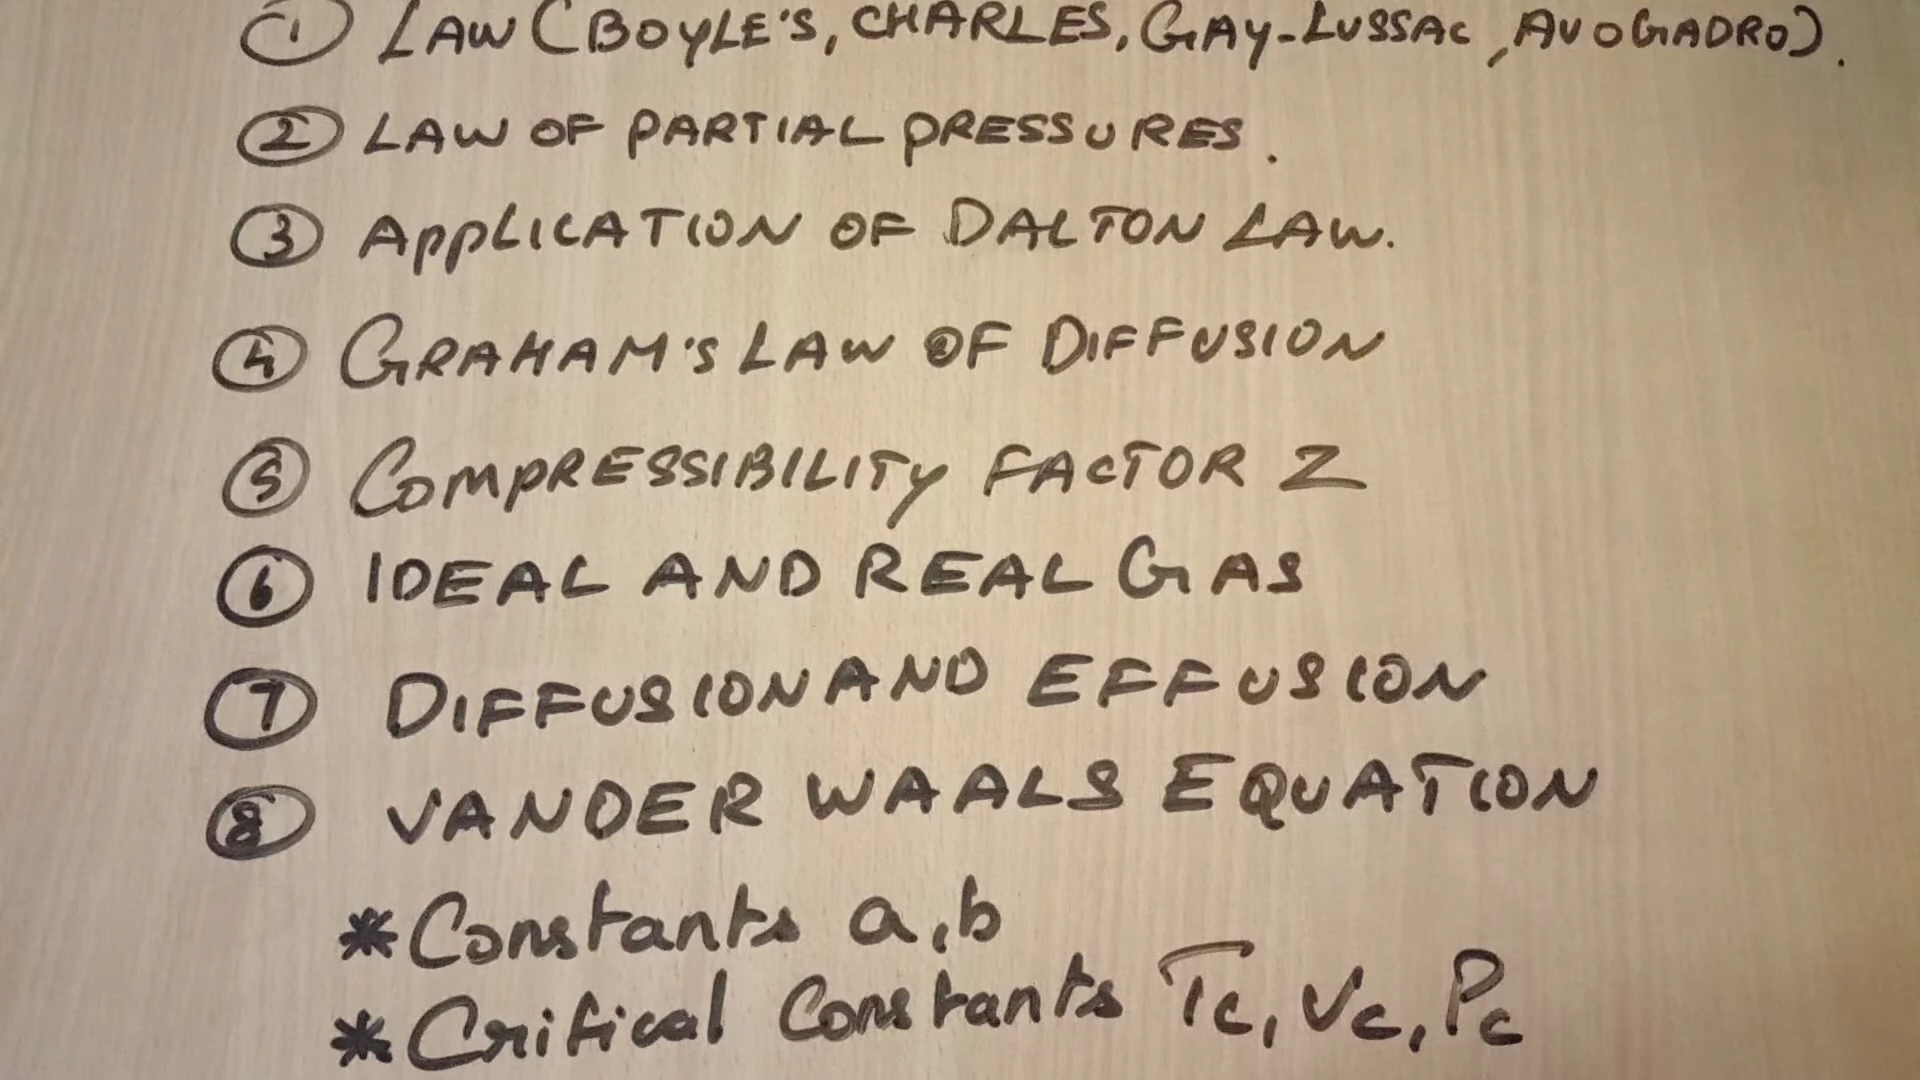 ① LAW (BOYLE'S, CHARLES, GAY-LUSSAC, AVOGADRO).
② LAW OF PARTIAL PRESSURES.
③ APPLICATION OF DALTON LAW.
④ GRAHAM'S LAW OF DIFFUSION
⑤ COMPRESSIBILITY FACTOR Z
⑥ IDEAL AND REAL GAS
⑦ DIFFUSION AND EFFUSION
⑧ VANDER WAALS EQUATION
* Constants a, b
* Critical Constants Tc, Vc, Pc